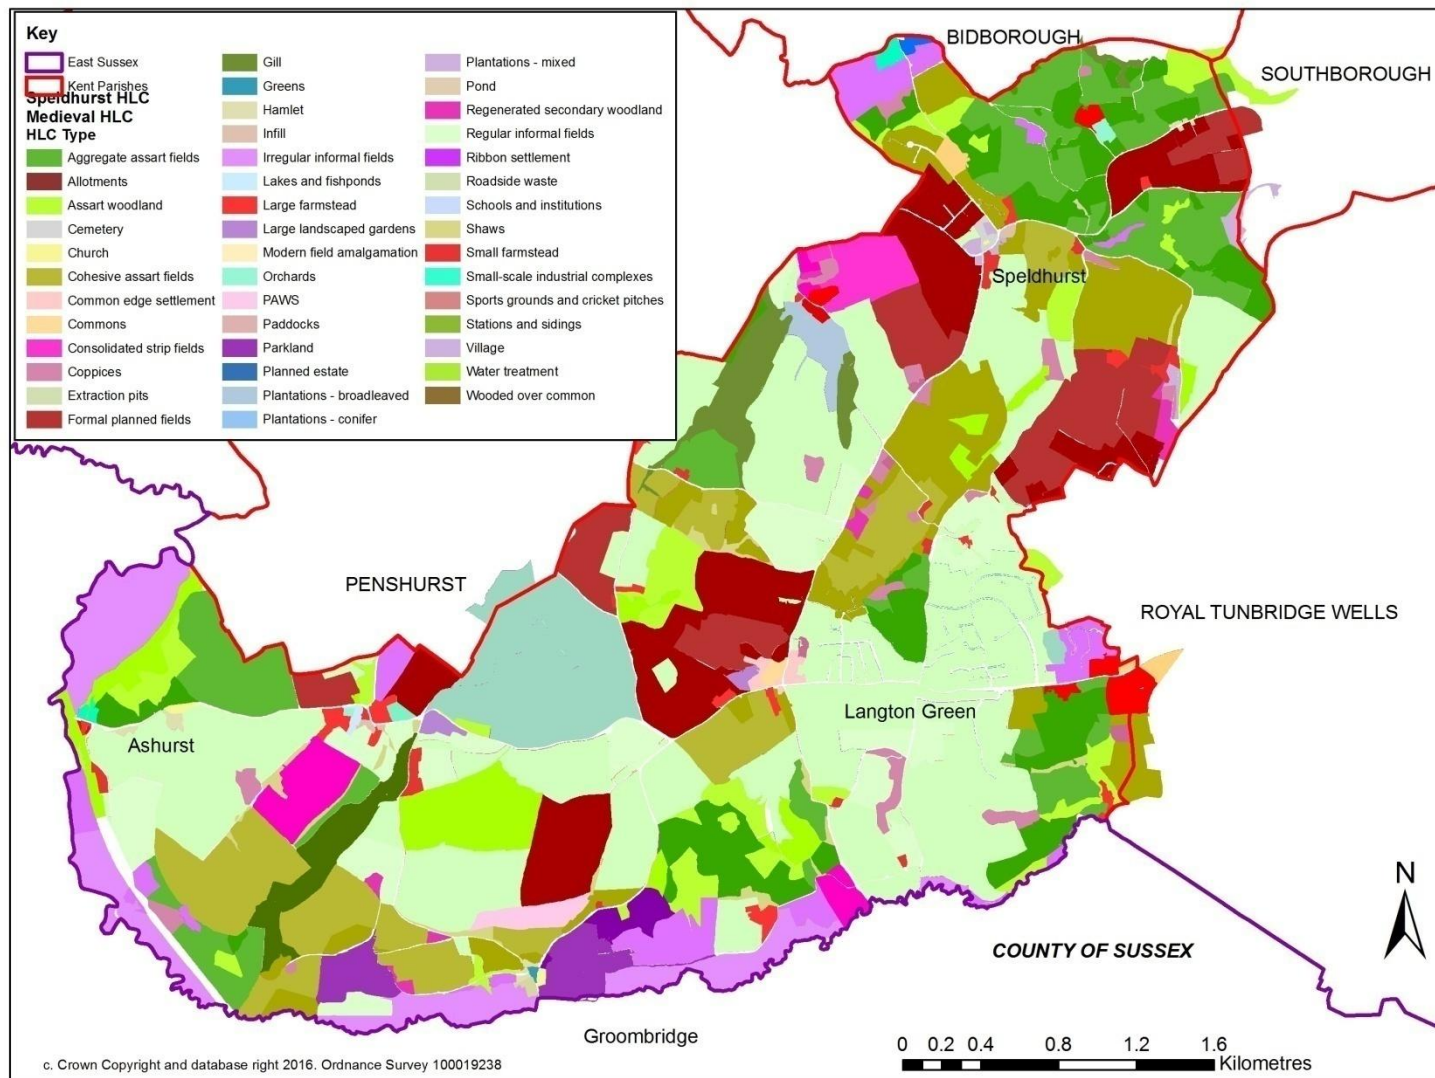 Key
East Sussex
Kent Parishes
Speldhurst HLC
Medieval HLC
HLC Type
Aggregate assart fields
Allotments
Assart woodland
Cemetery
Church
Cohesive assart fields
Common edge settlement
Commons
Consolidated strip fields
Coppices
Extraction pits
Formal planned fields
Gill
Greens
Hamlet
Infill
Irregular informal fields
Lakes and fishponds
Large farmstead
Large landscaped gardens
Modern field amalgamation
Orchards
PAWS
Paddocks
Parkland
Planned estate
Plantations - broadleaved
Plantations - conifer
Plantations - mixed
Pond
Regenerated secondary woodland
Regular informal fields
Ribbon settlement
Roadside waste
Schools and institutions
Shaws
Small farmstead
Small-scale industrial complexes
Sports grounds and cricket pitches
Stations and sidings
Village
Water treatment
Wooded over common
BIDBOROUGH
SOUTHBOROUGH
Speldhurst
PENSHURST
ROYAL TUNBRIDGE WELLS
Langton Green
Ashurst
N
COUNTY OF SUSSEX
Groombridge
0 0.2 0.4 0.8 1.2 1.6
Kilometres
c. Crown Copyright and database right 2016. Ordnance Survey 100019238